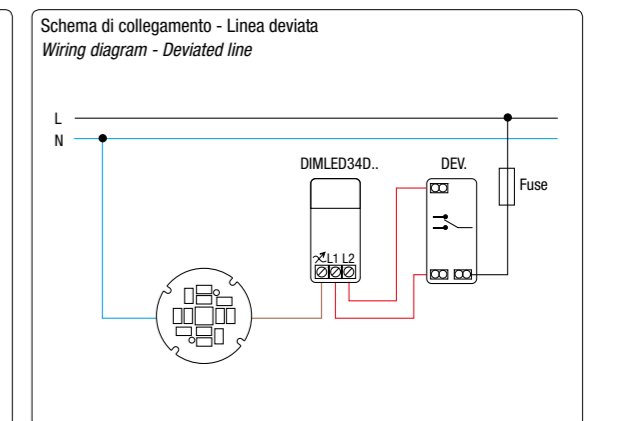 Schema di collegamento - Linea deviata
Wiring diagram - Deviated line
L
N
DIMLED34D..
DEV.
Fuse
L1 L2